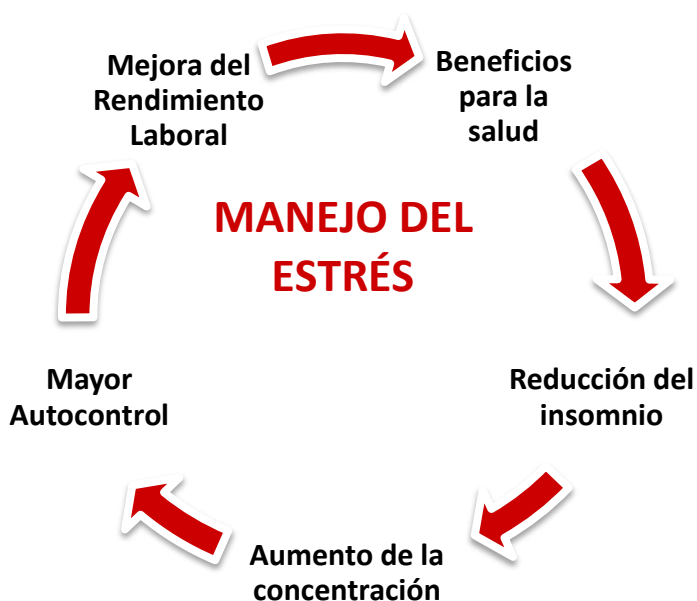 Mejora del
Rendimiento
Laboral
Beneficios
para la
salud
MANEJO DEL
ESTRÉS
Mayor
Autocontrol
Reducción del
insomnio
Aumento de la
concentración